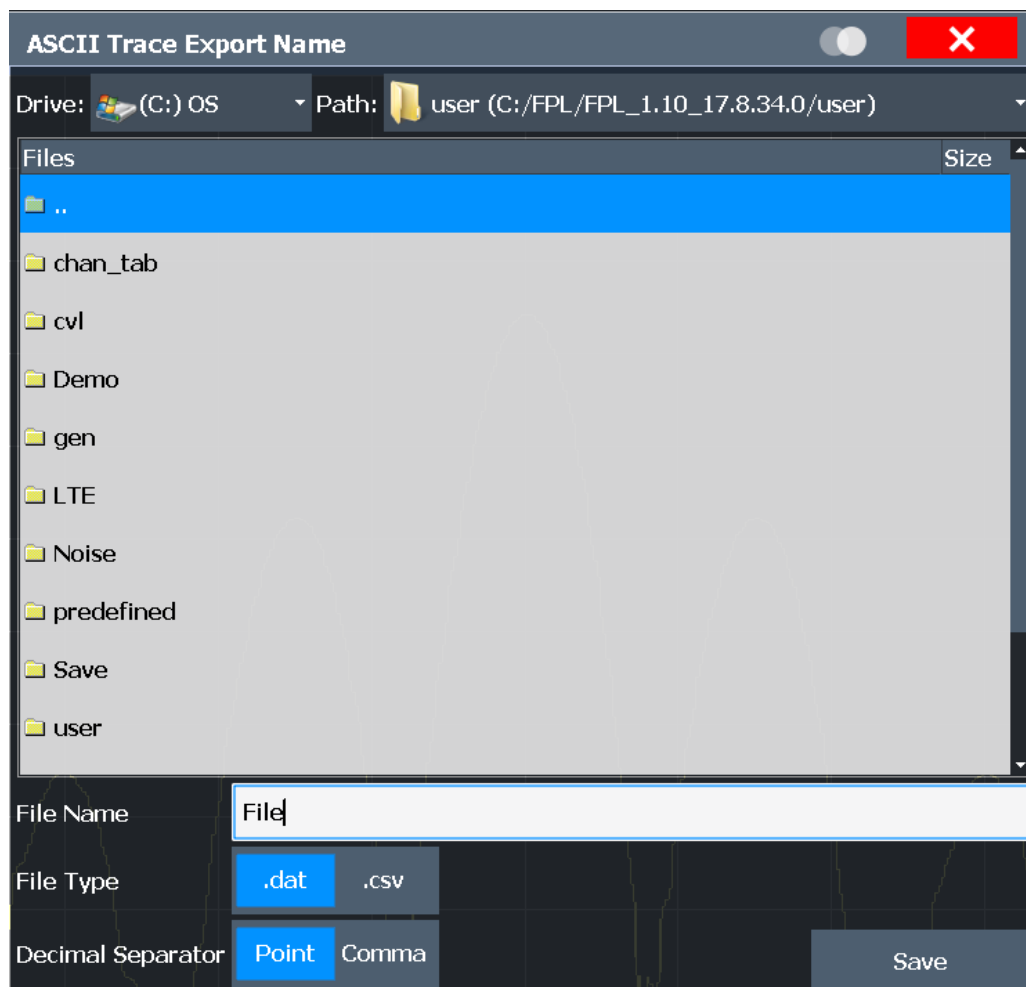 ASCII Trace Export Name
Drive: (C:) OS Path: user (C:/FPL/FPL_1.10_17.8.34.0/user)
Files Size
..
chan_tab
cvl
Demo
gen
LTE
Noise
predefined
Save
user
File Name File
File Type .dat .csv
Decimal Separator Point Comma Save